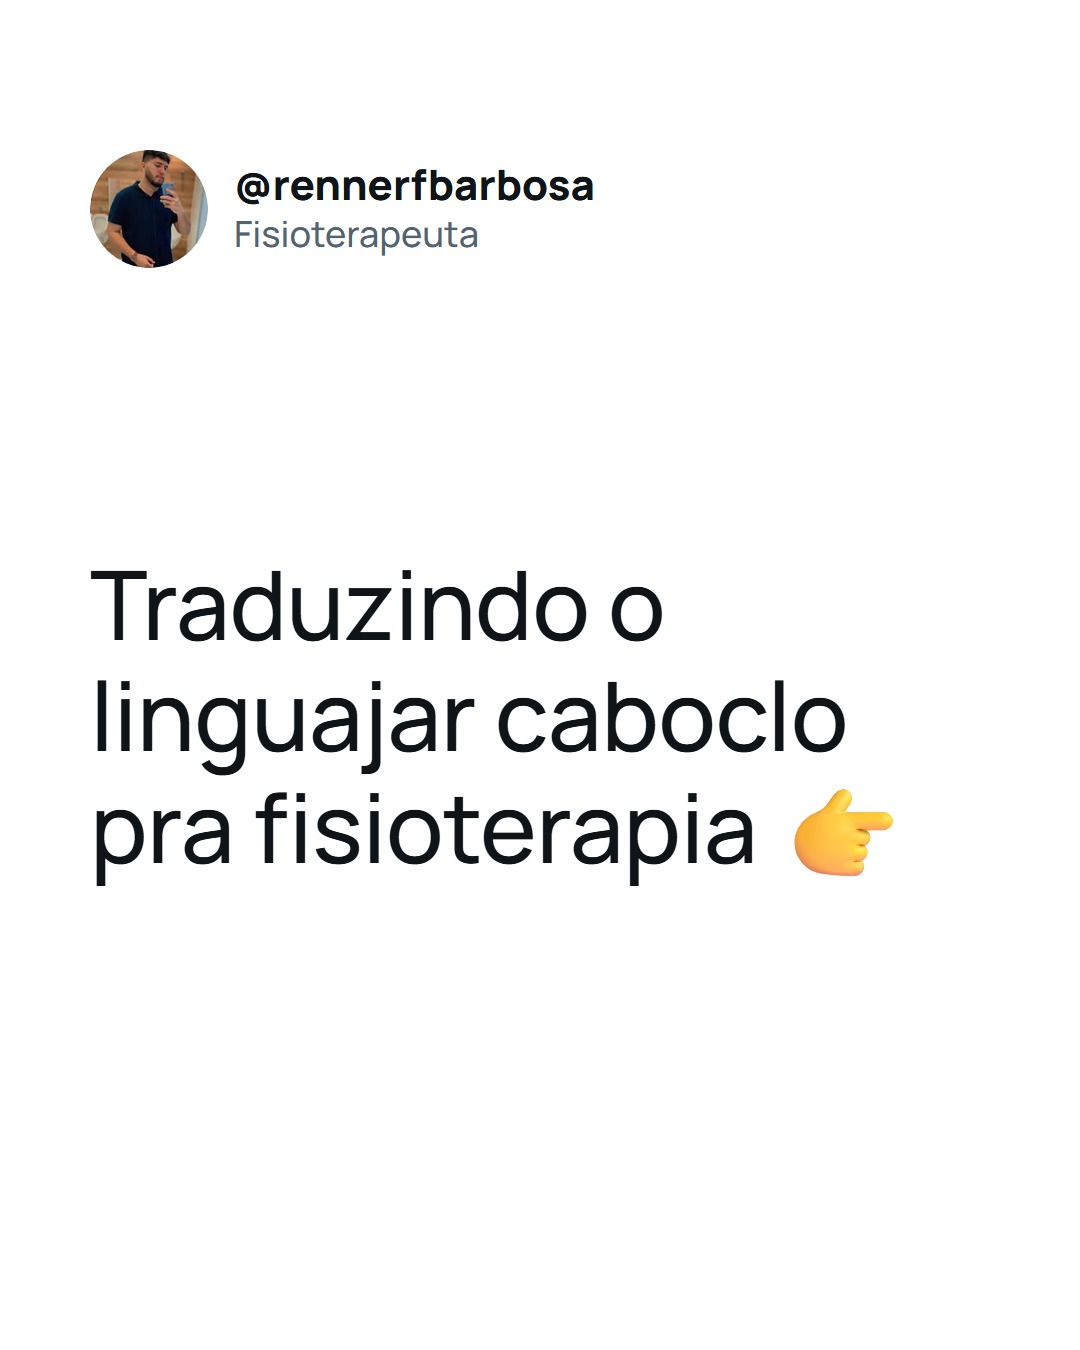 @rennerfbarbosa
Fisioterapeuta
Traduzindo o
linguajar caboclo
pra fisioterapia 👉